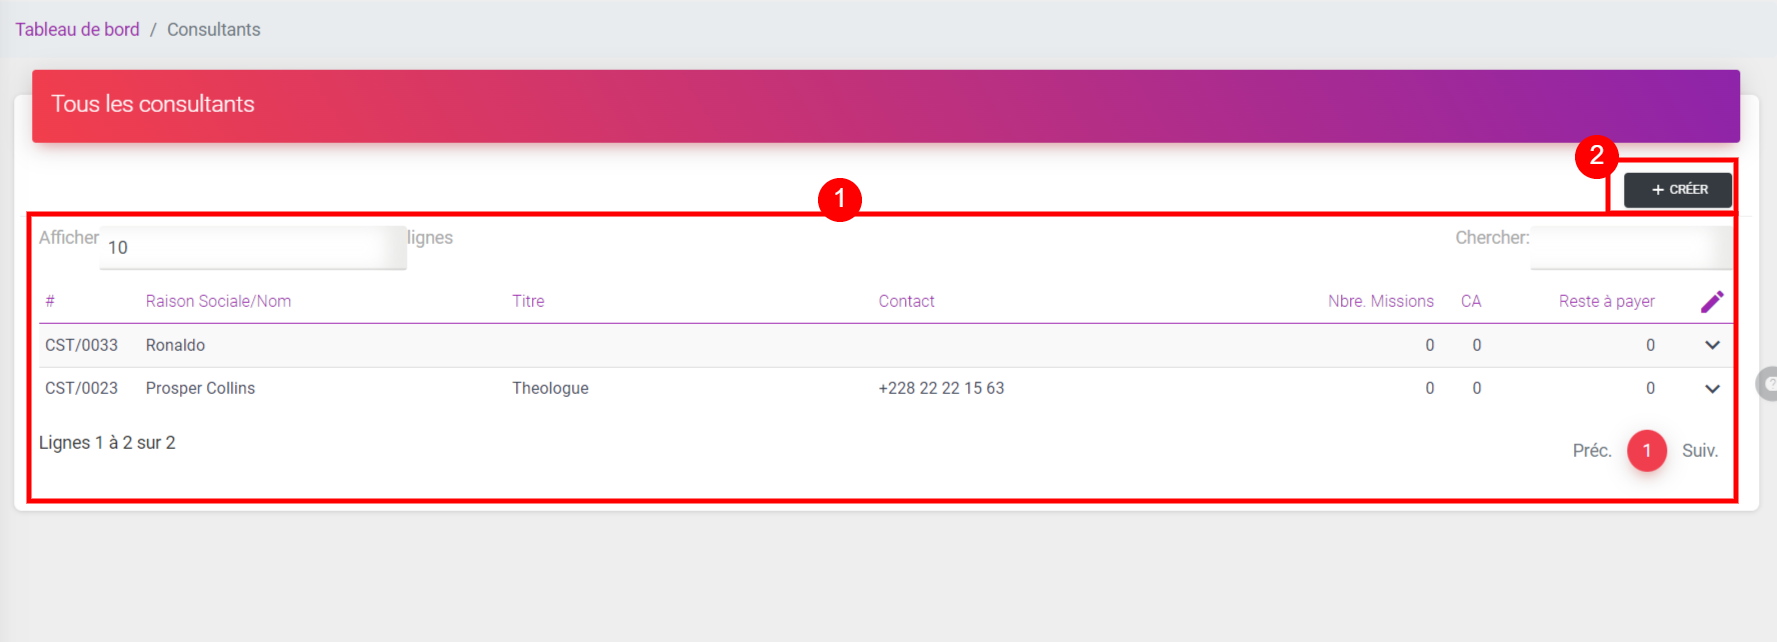 Tableau de bord / Consultants
Tous les consultants
2
+ CRÉER
1
Afficher 10 lignes Chercher:
# Raison Sociale/Nom Titre Contact Nbre. Missions CA Reste à payer
CST/0033 Ronaldo 0 0 0
CST/0023 Prosper Collins Theologue +228 22 22 15 63 0 0 0
Lignes 1 à 2 sur 2
Préc. 1 Suiv.
?